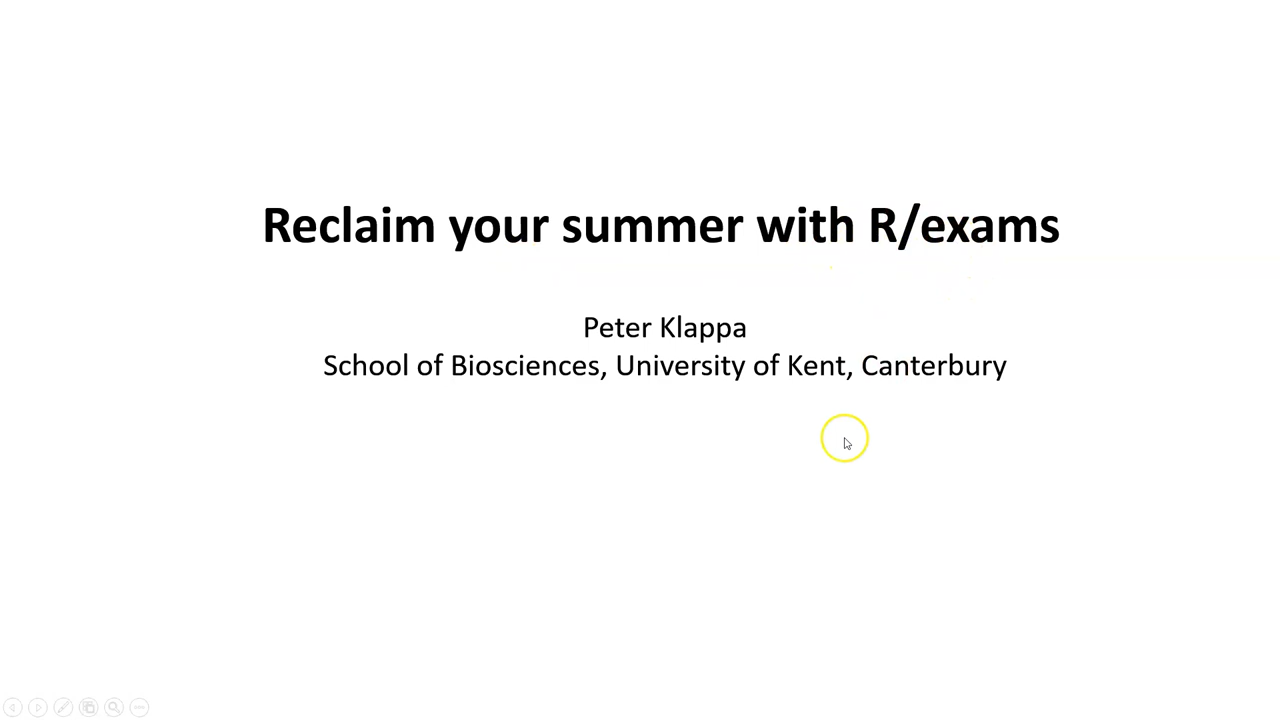 Reclaim your summer with R/exams
Peter Klappa
School of Biosciences, University of Kent, Canterbury